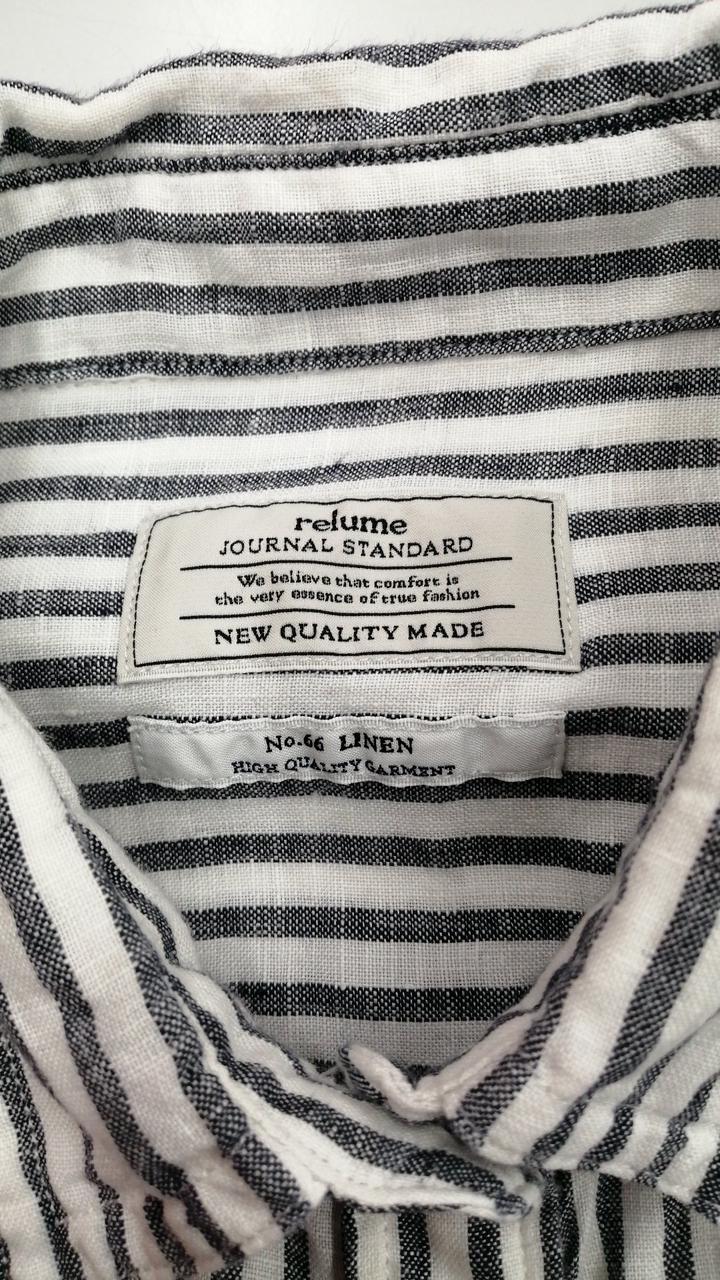 relume
JOURNAL STANDARD
We believe that comfort is
the very essence of true fashion
NEW QUALITY MADE
No.66 LINEN
HIGH QUALITY GARMENT